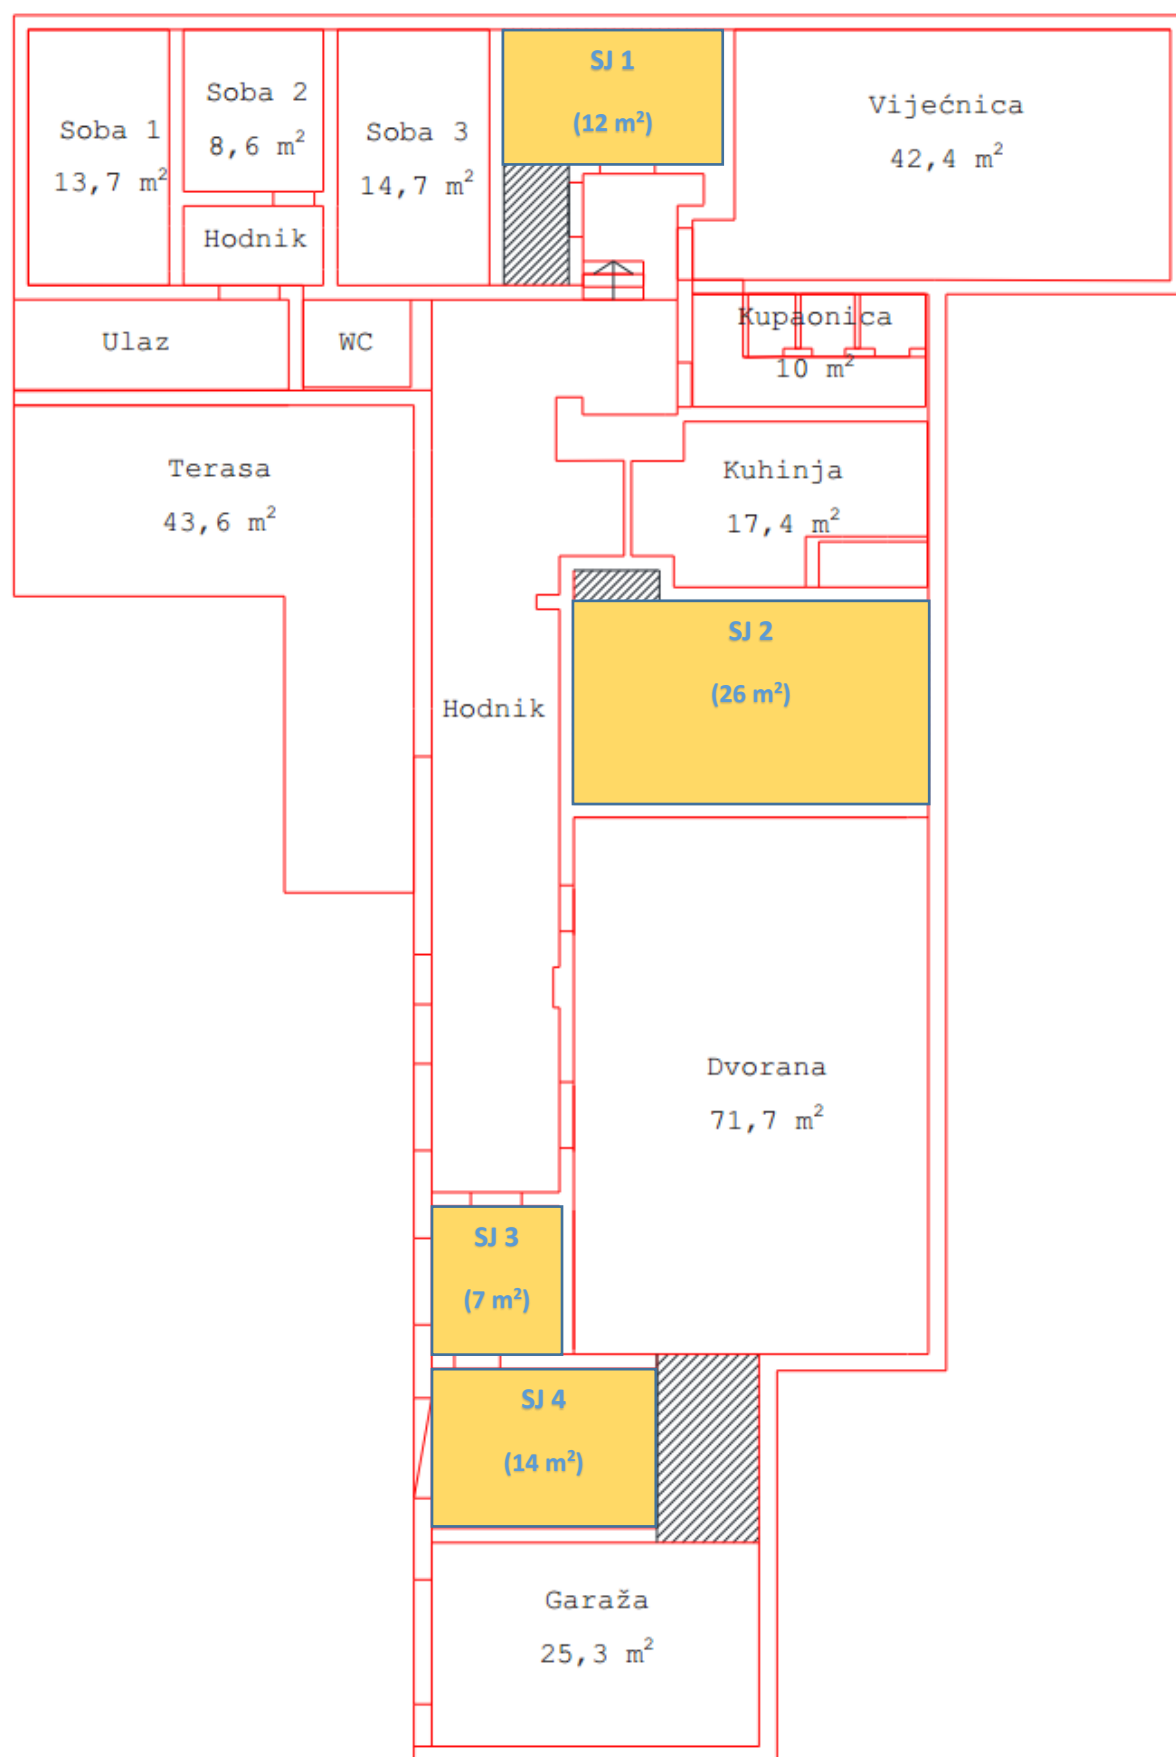 Soba 1
13,7 m²
Soba 2
8,6 m²
Hodnik
Soba 3
14,7 m²
SJ 1
(12 m²)
Vijećnica
42,4 m²
Ulaz
WC
Kupaonica
10 m²
Terasa
43,6 m²
Kuhinja
17,4 m²
SJ 2
(26 m²)
Hodnik
Dvorana
71,7 m²
SJ 3
(7 m²)
SJ 4
(14 m²)
Garaža
25,3 m²